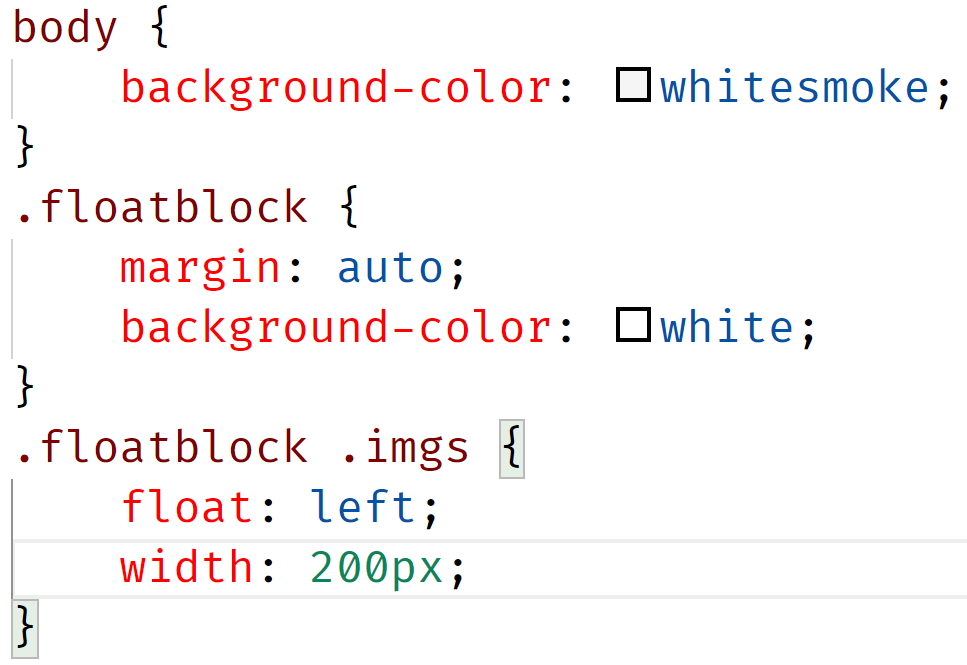 body {
    background-color: whitesmoke;
}
.floatblock {
    margin: auto;
    background-color: white;
}
.floatblock .imgs {
    float: left;
    width: 200px;
}